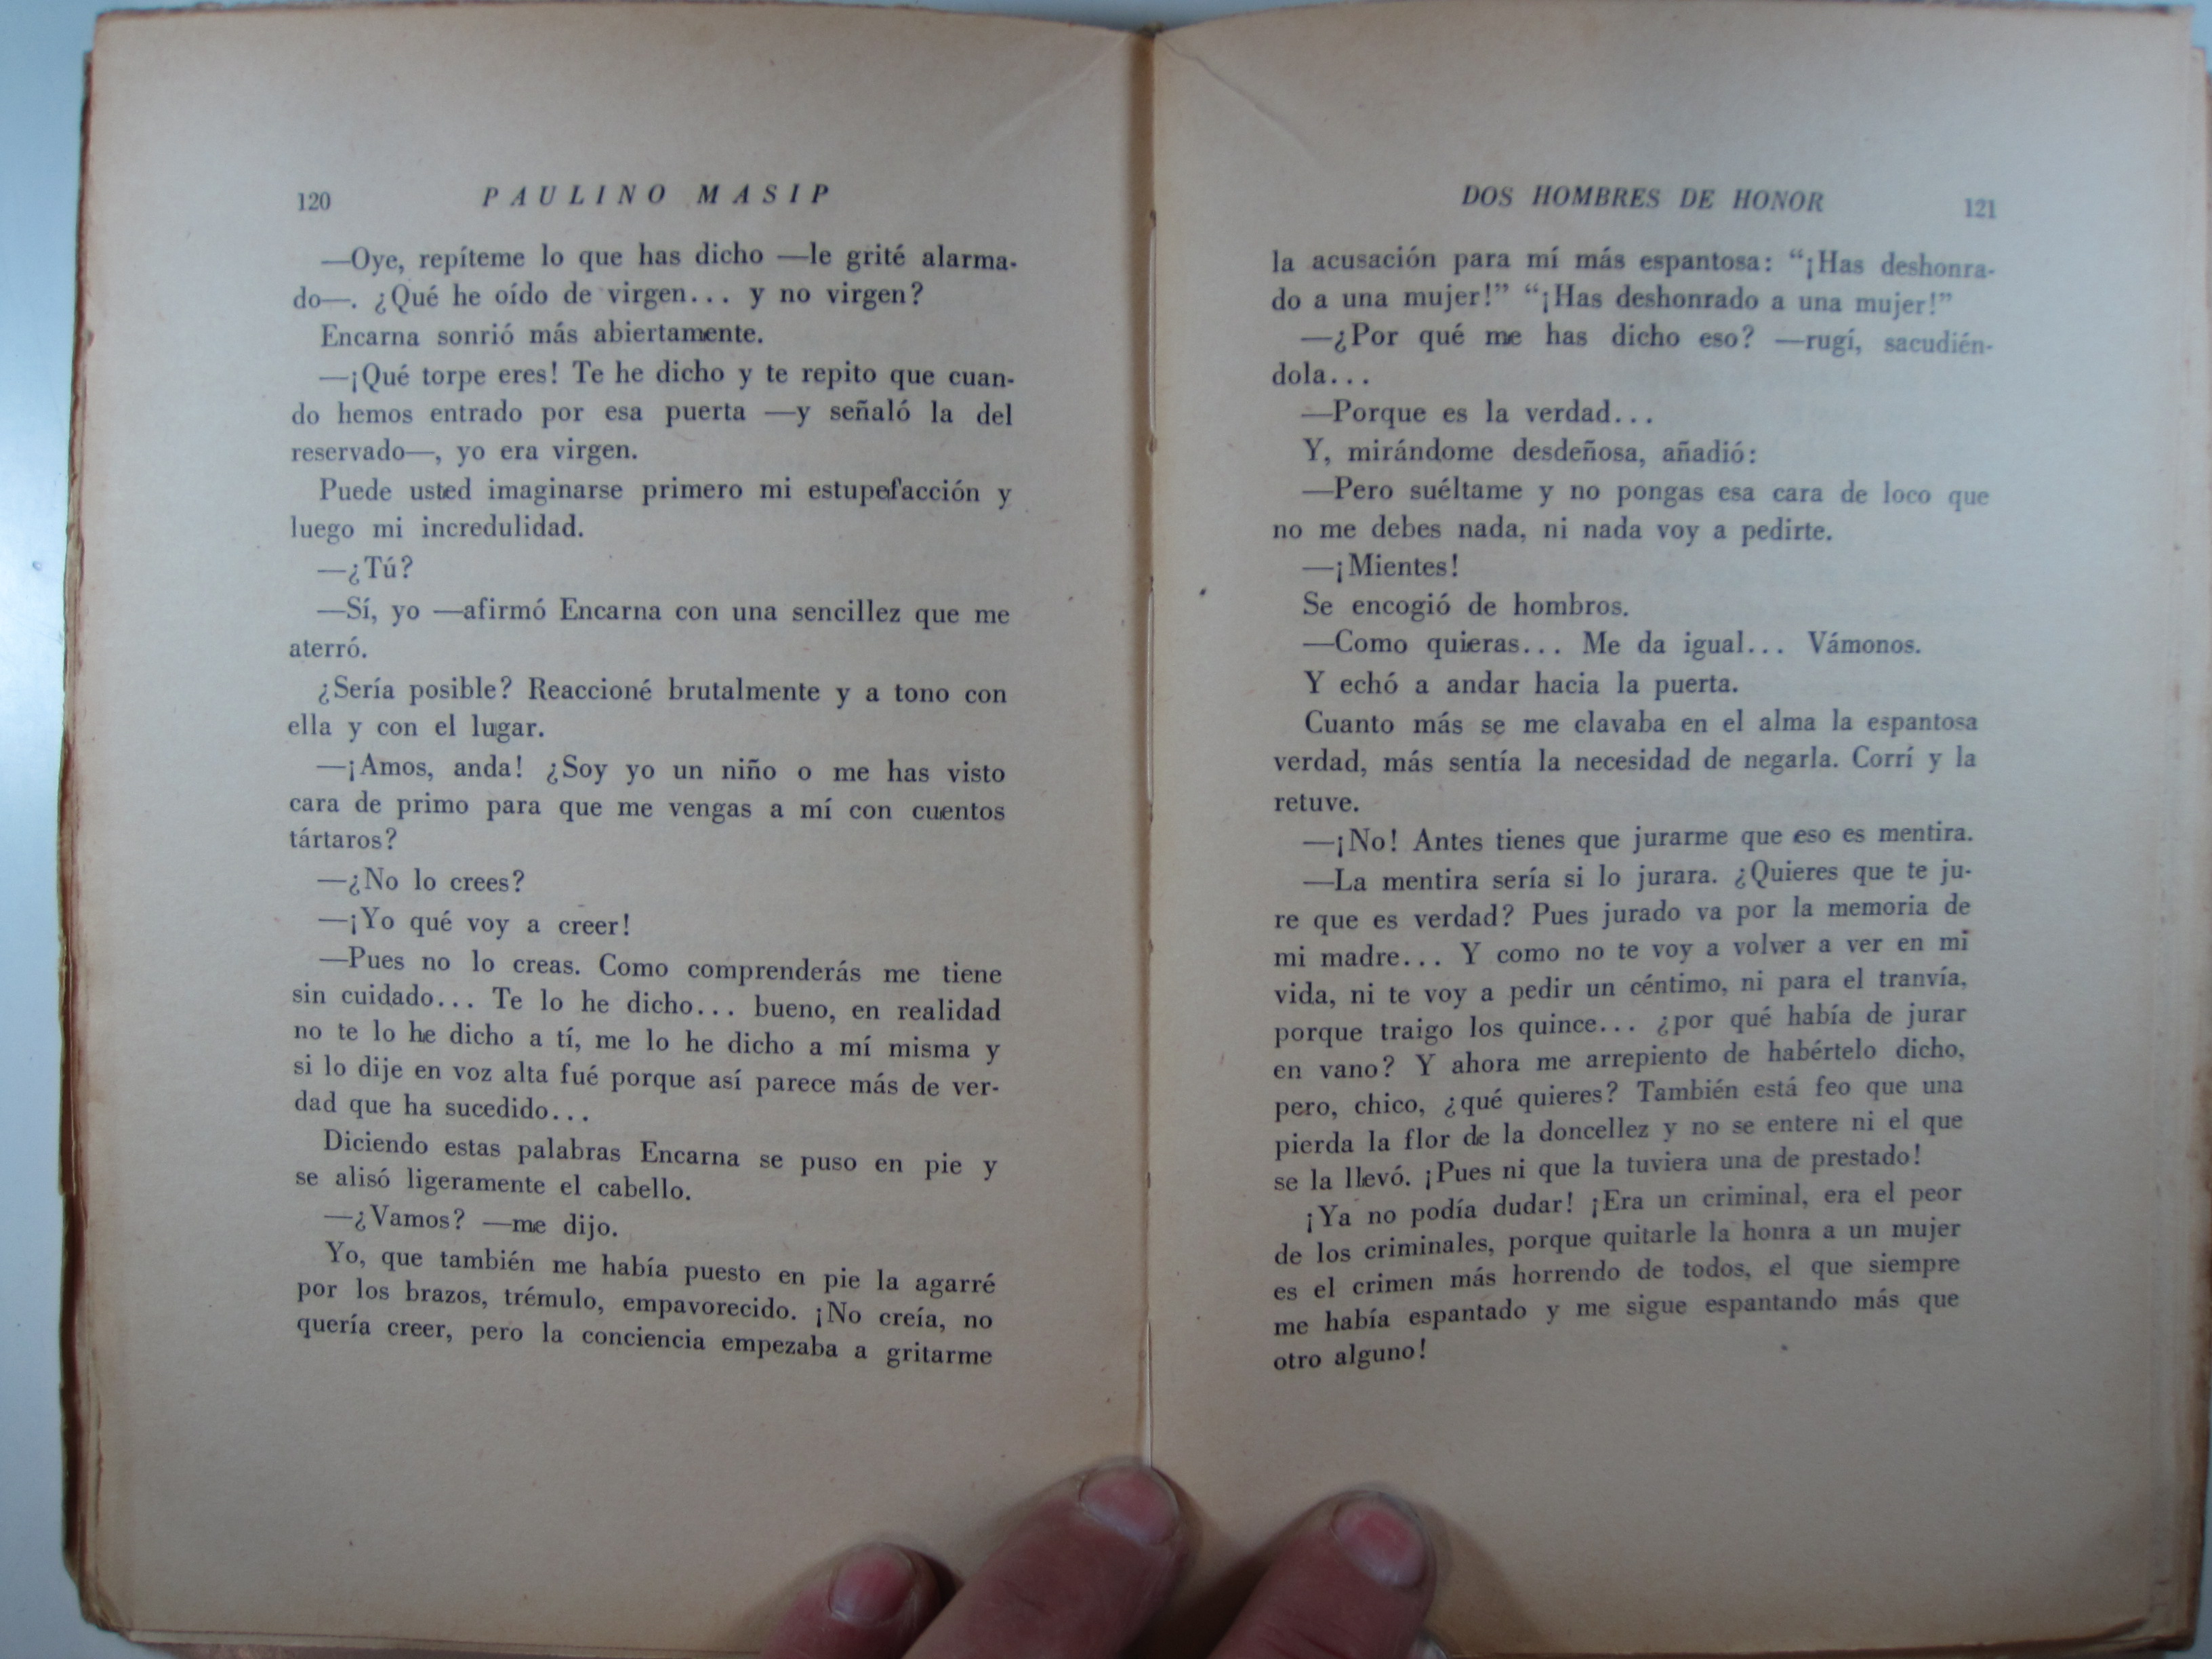 120 PAULINO MASIP
—Oye, repíteme lo que has dicho —le grité alarma-
do—. ¿Qué he oído de virgen... y no virgen?
Encarna sonrió más abiertamente.
—¡Qué torpe eres! Te he dicho y te repito que cuan-
do hemos entrado por esa puerta —y señaló la del
reservado—, yo era virgen.
Puede usted imaginarse primero mi estupefacción y
luego mi incredulidad.
—¿Tú?
—Sí, yo —afirmó Encarna con una sencillez que me
aterró.
¿Sería posible? Reaccioné brutalmente y a tono con
ella y con el lugar.
—¡Amos, anda! ¿Soy yo un niño o me has visto
cara de primo para que me vengas a mí con cuentos
tártaros?
—¿No lo crees?
—¡Yo qué voy a creer!
—Pues no lo creas. Como comprenderás me tiene
sin cuidado... Te lo he dicho... bueno, en realidad
no te lo he dicho a tí, me lo he dicho a mí misma y
si lo dije en voz alta fué porque así parece más de ver-
dad que ha sucedido...
Diciendo estas palabras Encarna se puso en pie y
se alisó ligeramente el cabello.
—¿Vamos? —me dijo.
Yo, que también me había puesto en pie la agarré
por los brazos, trémulo, empavorecido. ¡No creía, no
quería creer, pero la conciencia empezaba a gritarme
DOS HOMBRES DE HONOR 121
la acusación para mí más espantosa: “¡Has deshonra-
do a una mujer!” “¡Has deshonrado a una mujer!”
—¿Por qué me has dicho eso? —rugí, sacudién-
dola...
—Porque es la verdad...
Y, mirándome desdeñosa, añadió:
—Pero suéltame y no pongas esa cara de loco que
no me debes nada, ni nada voy a pedirte.
—¡Mientes!
Se encogió de hombros.
—Como quieras... Me da igual... Vámonos.
Y echó a andar hacia la puerta.
Cuanto más se me clavaba en el alma la espantosa
verdad, más sentía la necesidad de negarla. Corrí y la
retuve.
—¡No! Antes tienes que jurarme que eso es mentira.
—La mentira sería si lo jurara. ¿Quieres que te ju-
re que es verdad? Pues jurado va por la memoria de
mi madre... Y como no te voy a volver a ver en mi
vida, ni te voy a pedir un céntimo, ni para el tranvía,
porque traigo los quince... ¿por qué había de jurar
en vano? Y ahora me arrepiento de habértelo dicho,
pero, chico, ¿qué quieres? También está feo que una
pierda la flor de la doncellez y no se entere ni el que
se la llevó. ¡Pues ni que la tuviera una de prestado!
¡Ya no podía dudar! ¡Era un criminal, era el peor
de los criminales, porque quitarle la honra a un mujer
es el crimen más horrendo de todos, el que siempre
me había espantado y me sigue espantando más que
otro alguno!